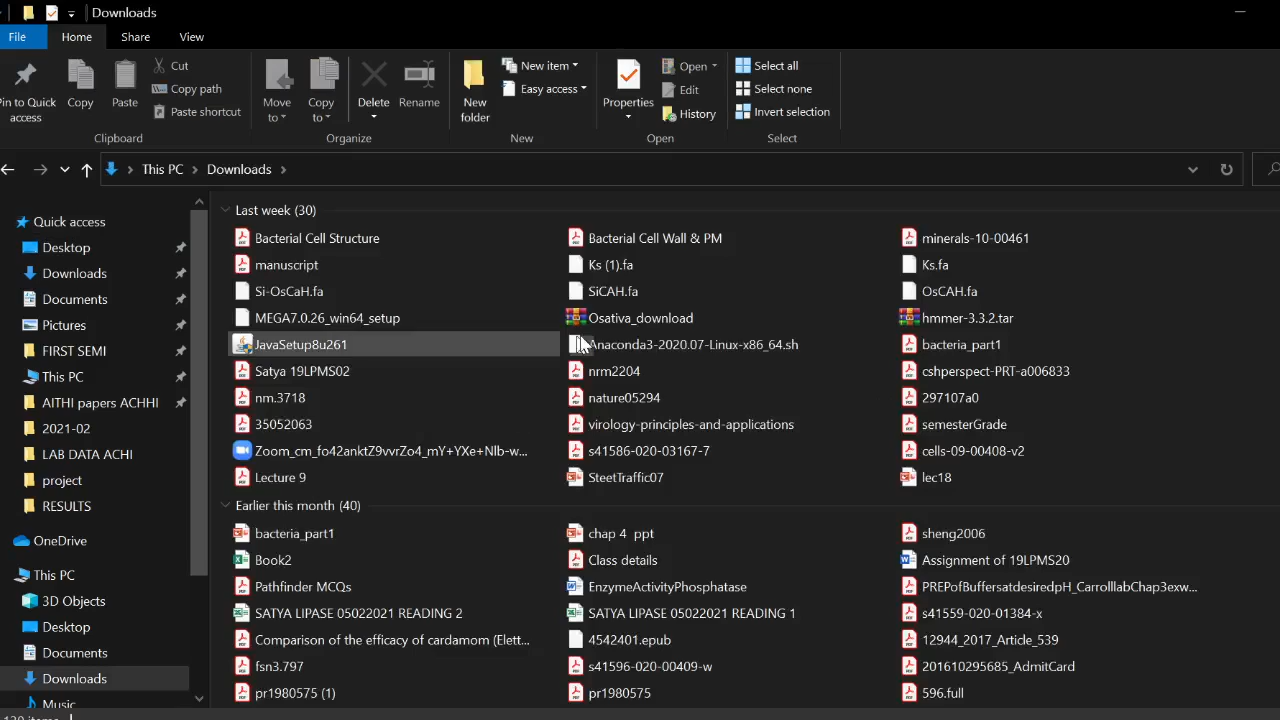 Downloads
File
Home
Share
View
Pin to Quick access
Copy
Paste
Cut
Copy path
Paste shortcut
Clipboard
Move to
Copy to
Delete
Rename
Organize
New folder
New item
Easy access
New
Properties
Open
Edit
History
Open
Select all
Select none
Invert selection
Select
This PC
Downloads
Quick access
Desktop
Downloads
Documents
Pictures
FIRST SEMI
This PC
AITHI papers ACHHI
2021-02
LAB DATA ACHI
project
RESULTS
OneDrive
This PC
3D Objects
Desktop
Documents
Downloads
Music
Last week (30)
Bacterial Cell Structure
Bacterial Cell Wall & PM
minerals-10-00461
manuscript
Ks (1).fa
Ks.fa
Si-OsCaH.fa
SiCAH.fa
OsCAH.fa
MEGA7.0.26_win64_setup
Osativa_download
hmmer-3.3.2.tar
JavaSetup8u261
Anaconda3-2020.07-Linux-x86_64.sh
bacteria_part1
Satya 19LPMS02
nrm2204
cshperspect-PRT-a006833
nm.3718
nature05294
297107a0
35052063
virology-principles-and-applications
semesterGrade
Zoom_cm_fo42anktZ9vvrZo4_mY+YXe+Nlb-w...
s41586-020-03167-7
cells-09-00408-v2
Lecture 9
SteetTraffic07
lec18
Earlier this month (40)
bacteria_part1
chap 4 ppt
sheng2006
Book2
Class details
Assignment of 19LPMS20
Pathfinder MCQs
EnzymeActivityPhosphatase
PREPofBuffersatdesiredpH_CarrolllabChap3exw...
SATYA LIPASE 05022021 READING 2
SATYA LIPASE 05022021 READING 1
s41559-020-01384-x
Comparison of the efficacy of cardamom (Elett...
4542401.epub
12944_2017_Article_539
fsn3.797
s41596-020-00409-w
201610295685_AdmitCard
pr1980575 (1)
pr1980575
596.full